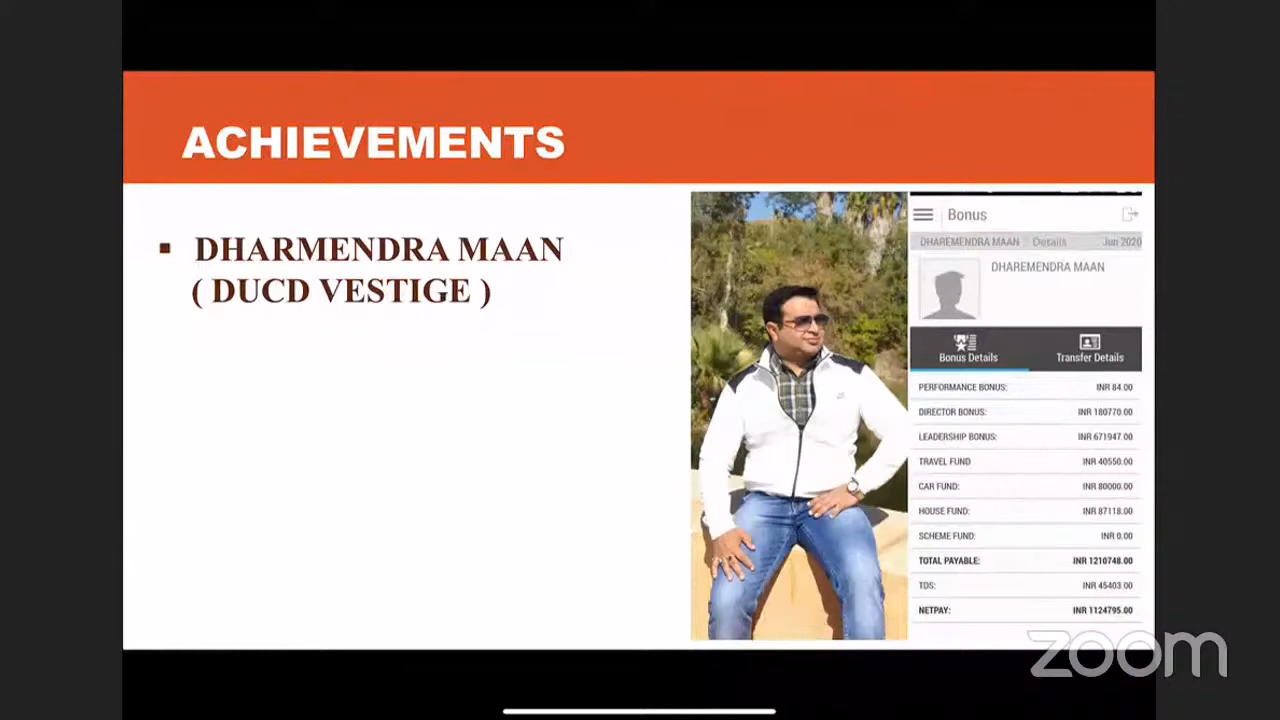 ACHIEVEMENTS
▪ DHARMENDRA MAAN
( DUCD VESTIGE )
Bonus
DHAREMENDRA MAAN Details Jun 2020
DHAREMENDRA MAAN
Bonus Details Transfer Details
PERFORMANCE BONUS: INR 84.00
DIRECTOR BONUS: INR 180770.00
LEADERSHIP BONUS: INR 671947.00
TRAVEL FUND INR 40550.00
CAR FUND: INR 80000.00
HOUSE FUND: INR 87118.00
SCHEME FUND: INR 0.00
TOTAL PAYABLE: INR 1210748.00
TDS: INR 45403.00
NETPAY: INR 1124795.00
zoom